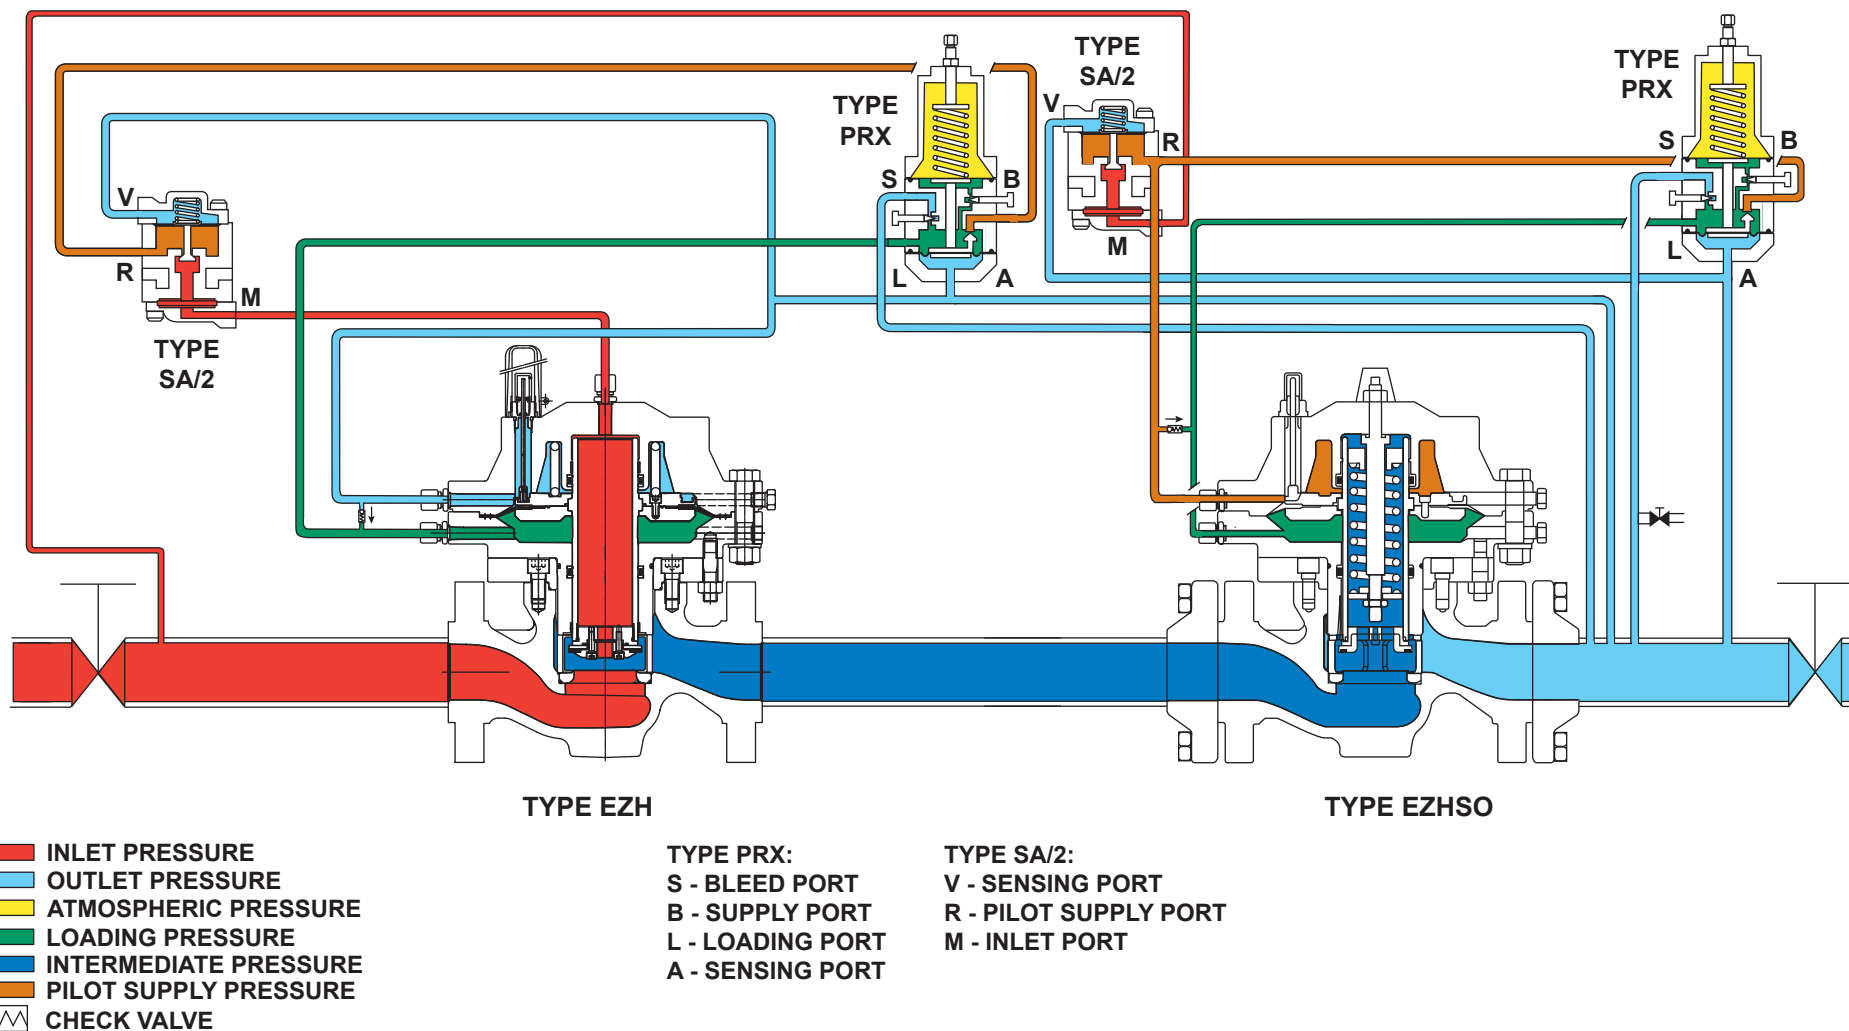 TYPE
SA/2
TYPE
PRX
TYPE
PRX
V
R
S
B
S
B
V
R
M
M
L
A
L
A
TYPE
SA/2
TYPE EZH
TYPE EZHSO
INLET PRESSURE
OUTLET PRESSURE
ATMOSPHERIC PRESSURE
LOADING PRESSURE
INTERMEDIATE PRESSURE
PILOT SUPPLY PRESSURE
CHECK VALVE
TYPE PRX:
S - BLEED PORT
B - SUPPLY PORT
L - LOADING PORT
A - SENSING PORT
TYPE SA/2:
V - SENSING PORT
R - PILOT SUPPLY PORT
M - INLET PORT